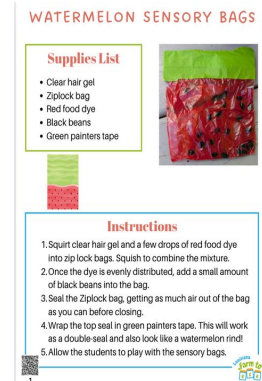 WATERMELON SENSORY BAGS
Supplies List
• Clear hair gel
• Ziplock bag
• Red food dye
• Black beans
• Green painters tape
Instructions
1. Squirt clear hair gel and a few drops of red food dye
into zip lock bags. Squish to combine the mixture.
2. Once the dye is evenly distributed, add a small amount
of black beans into the bag.
3. Seal the Ziplock bag, getting as much air out of the bag
as you can before closing.
4. Wrap the top seal in green painters tape. This will work
as a double-seal and also look like a watermelon rind!
5. Allow the students to play with the sensory bags.
Farm to